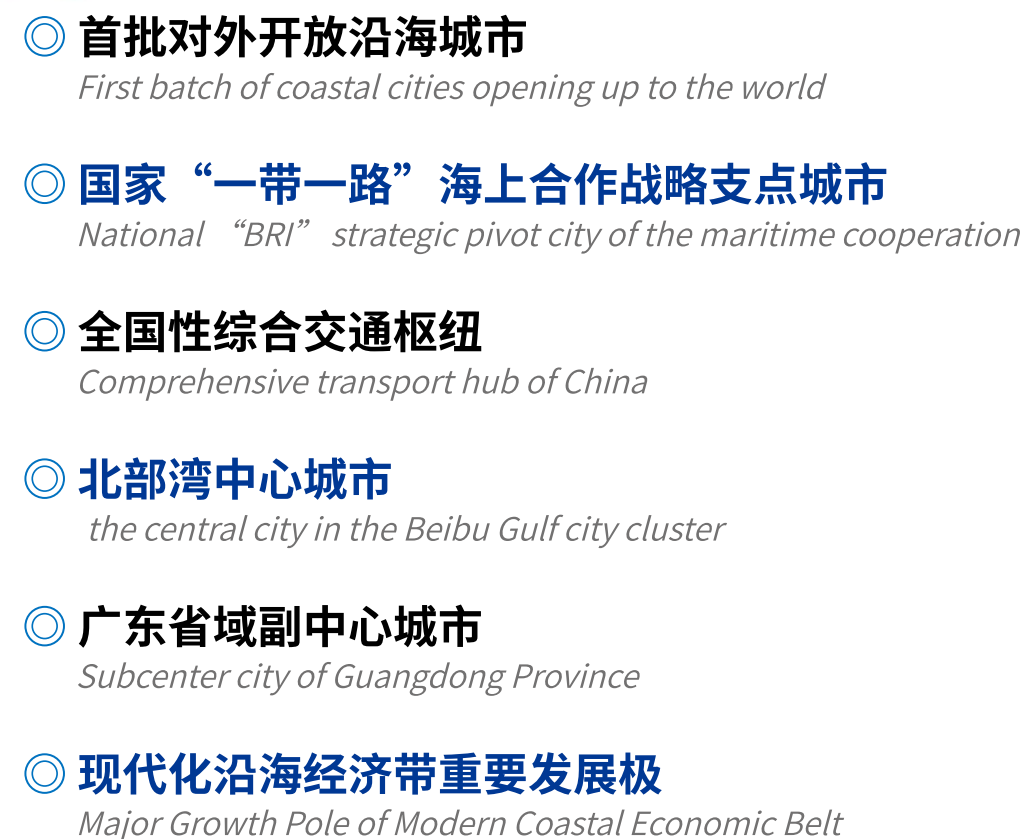 ◎ 首批对外开放沿海城市
First batch of coastal cities opening up to the world
◎ 国家“一带一路”海上合作战略支点城市
National “BRI” strategic pivot city of the maritime cooperation
◎ 全国性综合交通枢纽
Comprehensive transport hub of China
◎ 北部湾中心城市
the central city in the Beibu Gulf city cluster
◎ 广东省域副中心城市
Subcenter city of Guangdong Province
◎ 现代化沿海经济带重要发展极
Major Growth Pole of Modern Coastal Economic Belt